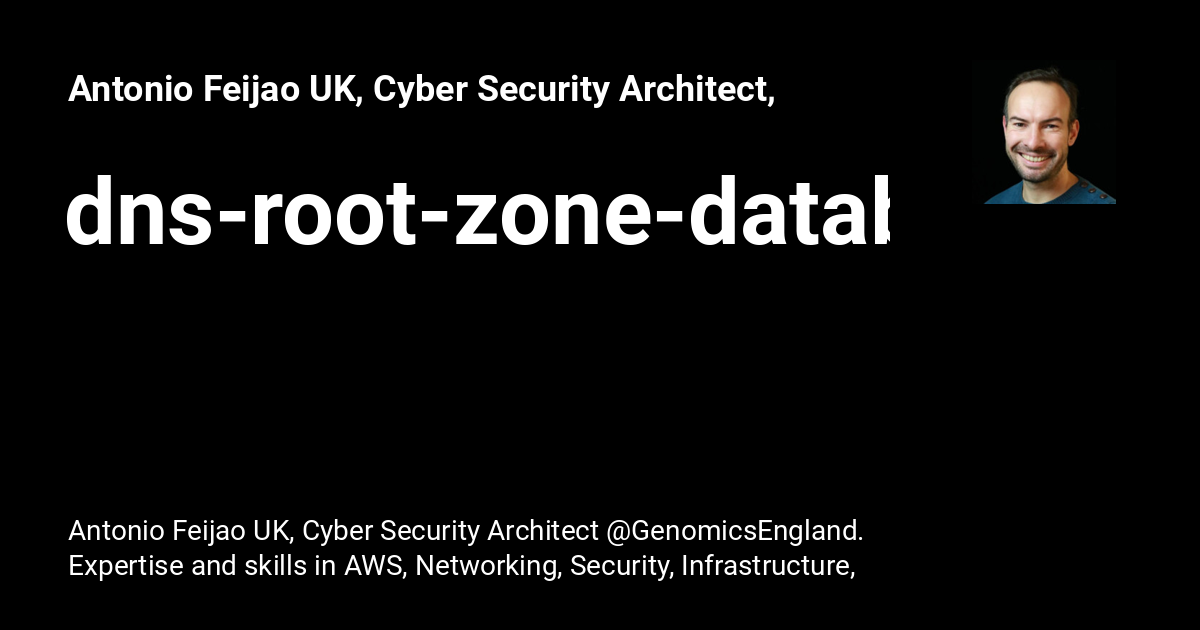 Antonio Feijao UK, Cyber Security Architect,
dns-root-zone-datab
Antonio Feijao UK, Cyber Security Architect @GenomicsEngland.
Expertise and skills in AWS, Networking, Security, Infrastructure,